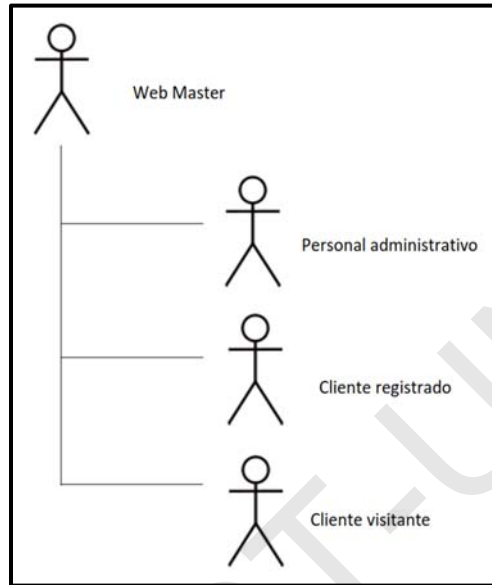 Web Master
Personal administrativo
Cliente registrado
Cliente visitante